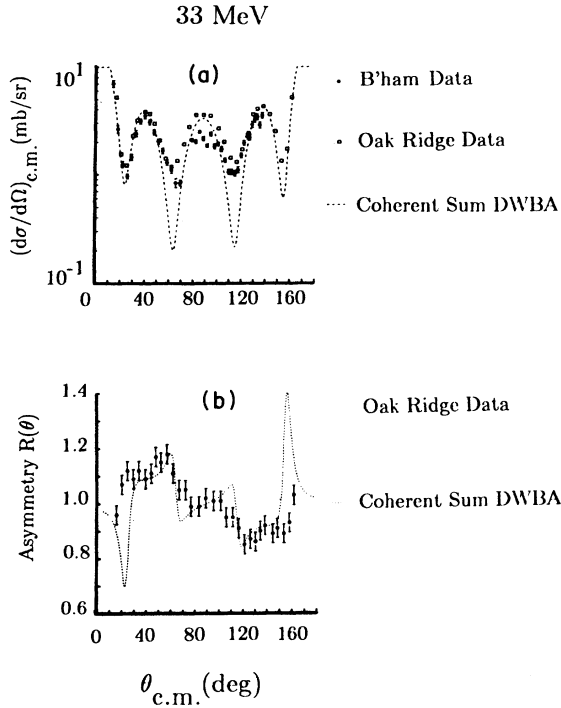 33 MeV
(a)
10¹
10⁻¹
(dσ/dΩ)c.m.(mb/sr)
0 40 80 120 160
B'ham Data
Oak Ridge Data
Coherent Sum DWBA
(b)
1.4
1.2
1.0
0.8
0.6
Asymmetry R(θ)
0 40 80 120 160
Oak Ridge Data
Coherent Sum DWBA
θc.m.(deg)